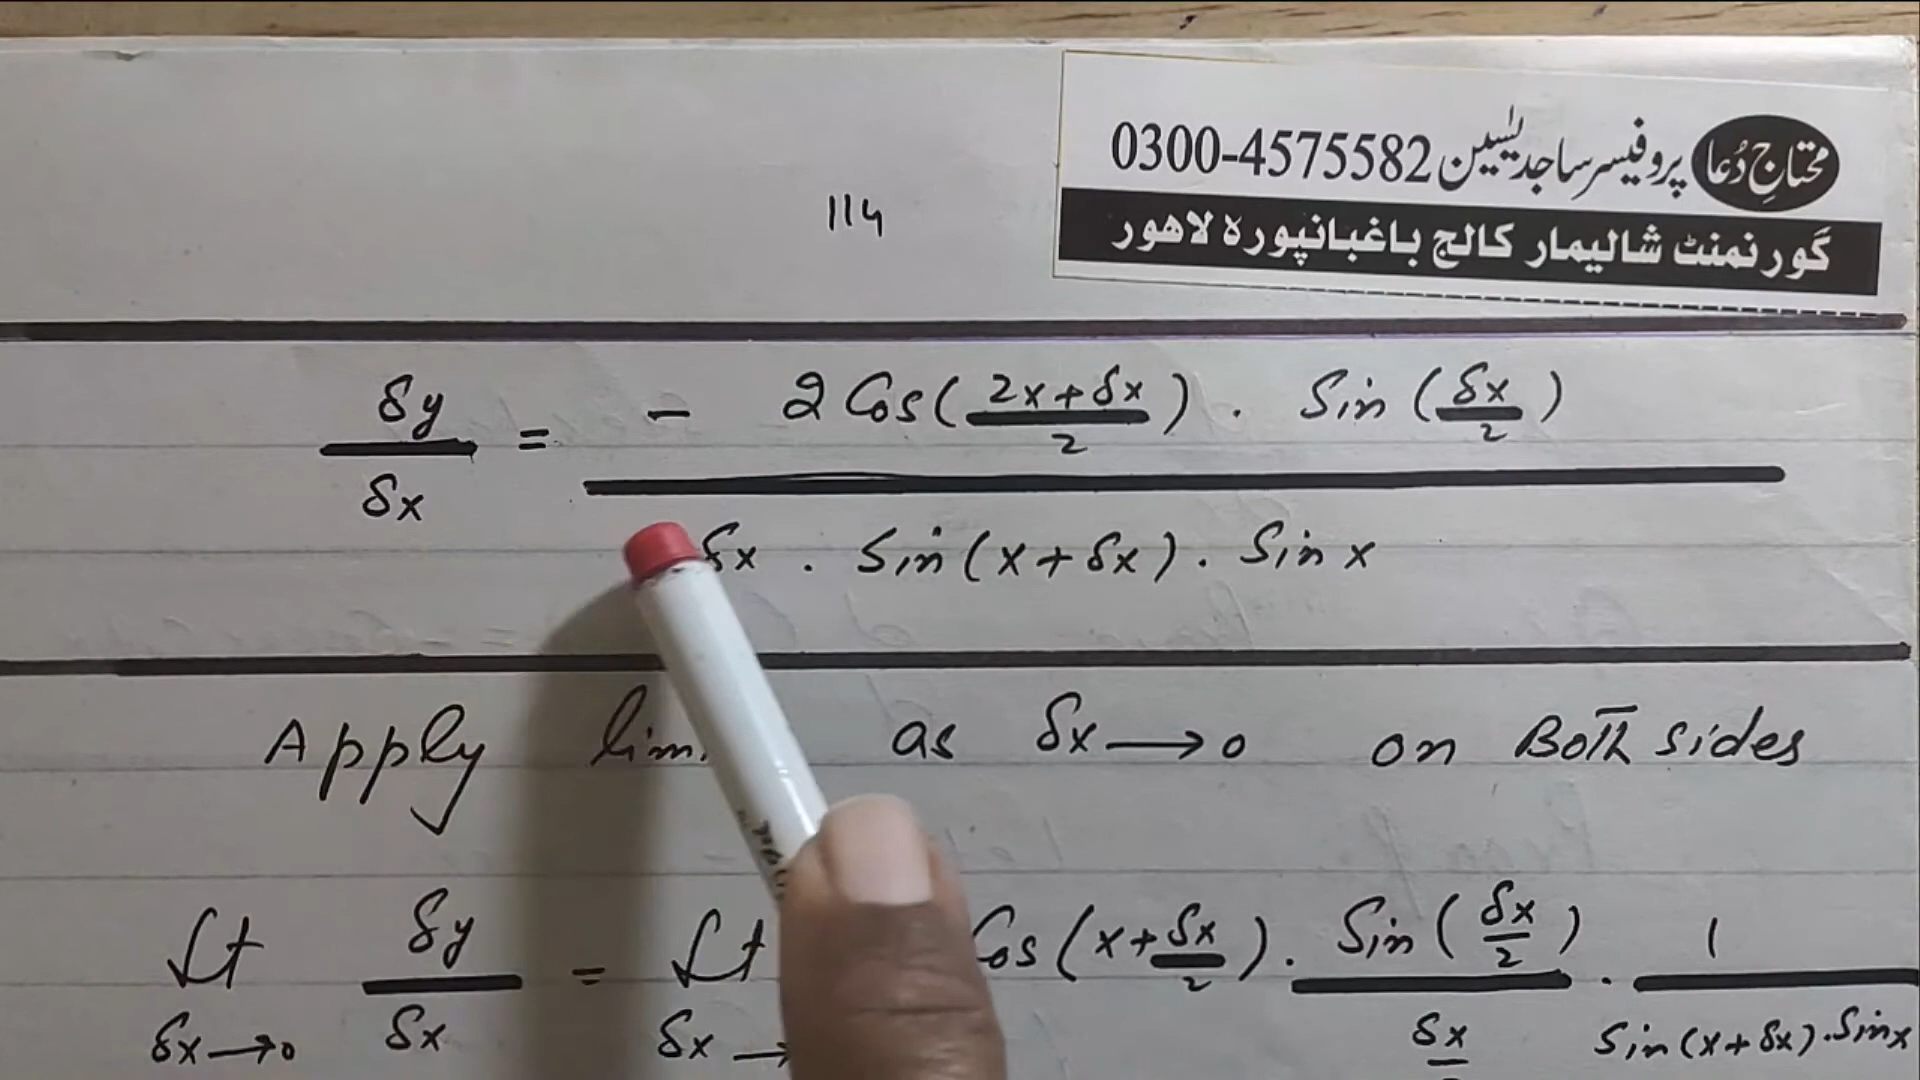 محتاجِ دُعا پروفیسر ساجد یٰسین 0300-4575582
گورنمنٹ شالیمار کالج باغبانپورہ لاہور
114
δy/δx = - 2 Cos(2x+δx/2) . Sin(δx/2) / δx . Sin(x+δx) . Sin x
Apply as δx→0 on Both sides
Lt δx→0 δy/δx = Lt δx→ Cos(x+δx/2) . Sin(δx/2)/δx . 1/Sin(x+δx).Sinx